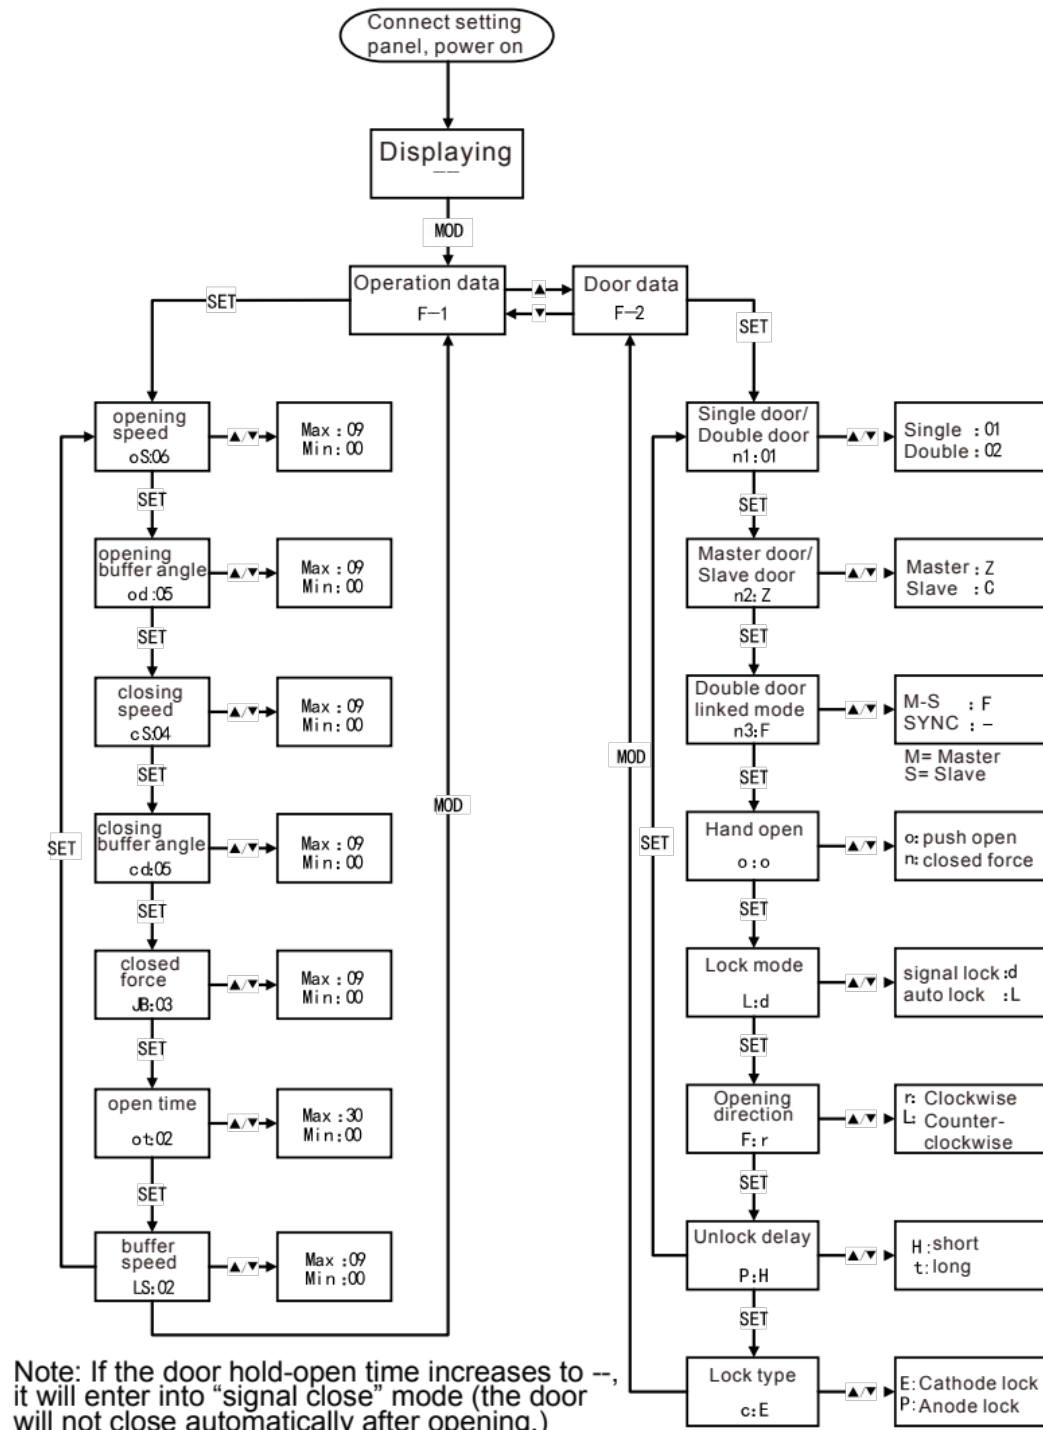 Connect setting
panel, power on
Displaying
——
MOD
Operation data
F—1
▲
▼
Door data
F—2
SET
SET
opening
speed
oS:06
▲/▼
Max:09
Min:00
SET
opening
buffer angle
od:05
▲/▼
Max:09
Min:00
SET
closing
speed
cS:04
▲/▼
Max:09
Min:00
SET
closing
buffer angle
cd:05
▲/▼
Max:09
Min:00
SET
closed
force
JB:03
▲/▼
Max:09
Min:00
SET
open time
ot:02
▲/▼
Max:30
Min:00
SET
buffer
speed
LS:02
▲/▼
Max:09
Min:00
SET
MOD
Single door/
Double door
n1:01
▲/▼
Single :01
Double:02
SET
Master door/
Slave door
n2:Z
▲/▼
Master:Z
Slave :C
SET
Double door
linked mode
n3:F
▲/▼
M-S :F
SYNC :–
M= Master
S= Slave
SET
Hand open
o:o
▲/▼
o:push open
n:closed force
SET
Lock mode
L:d
▲/▼
signal lock:d
auto lock :L
SET
Opening
direction
F:r
▲/▼
r: Clockwise
L: Counter-
clockwise
SET
Unlock delay
P:H
▲/▼
H:short
t:long
SET
Lock type
c:E
▲/▼
E:Cathode lock
P:Anode lock
MOD
SET
Note: If the door hold-open time increases to --,
it will enter into “signal close” mode (the door
will not close automatically after opening.)